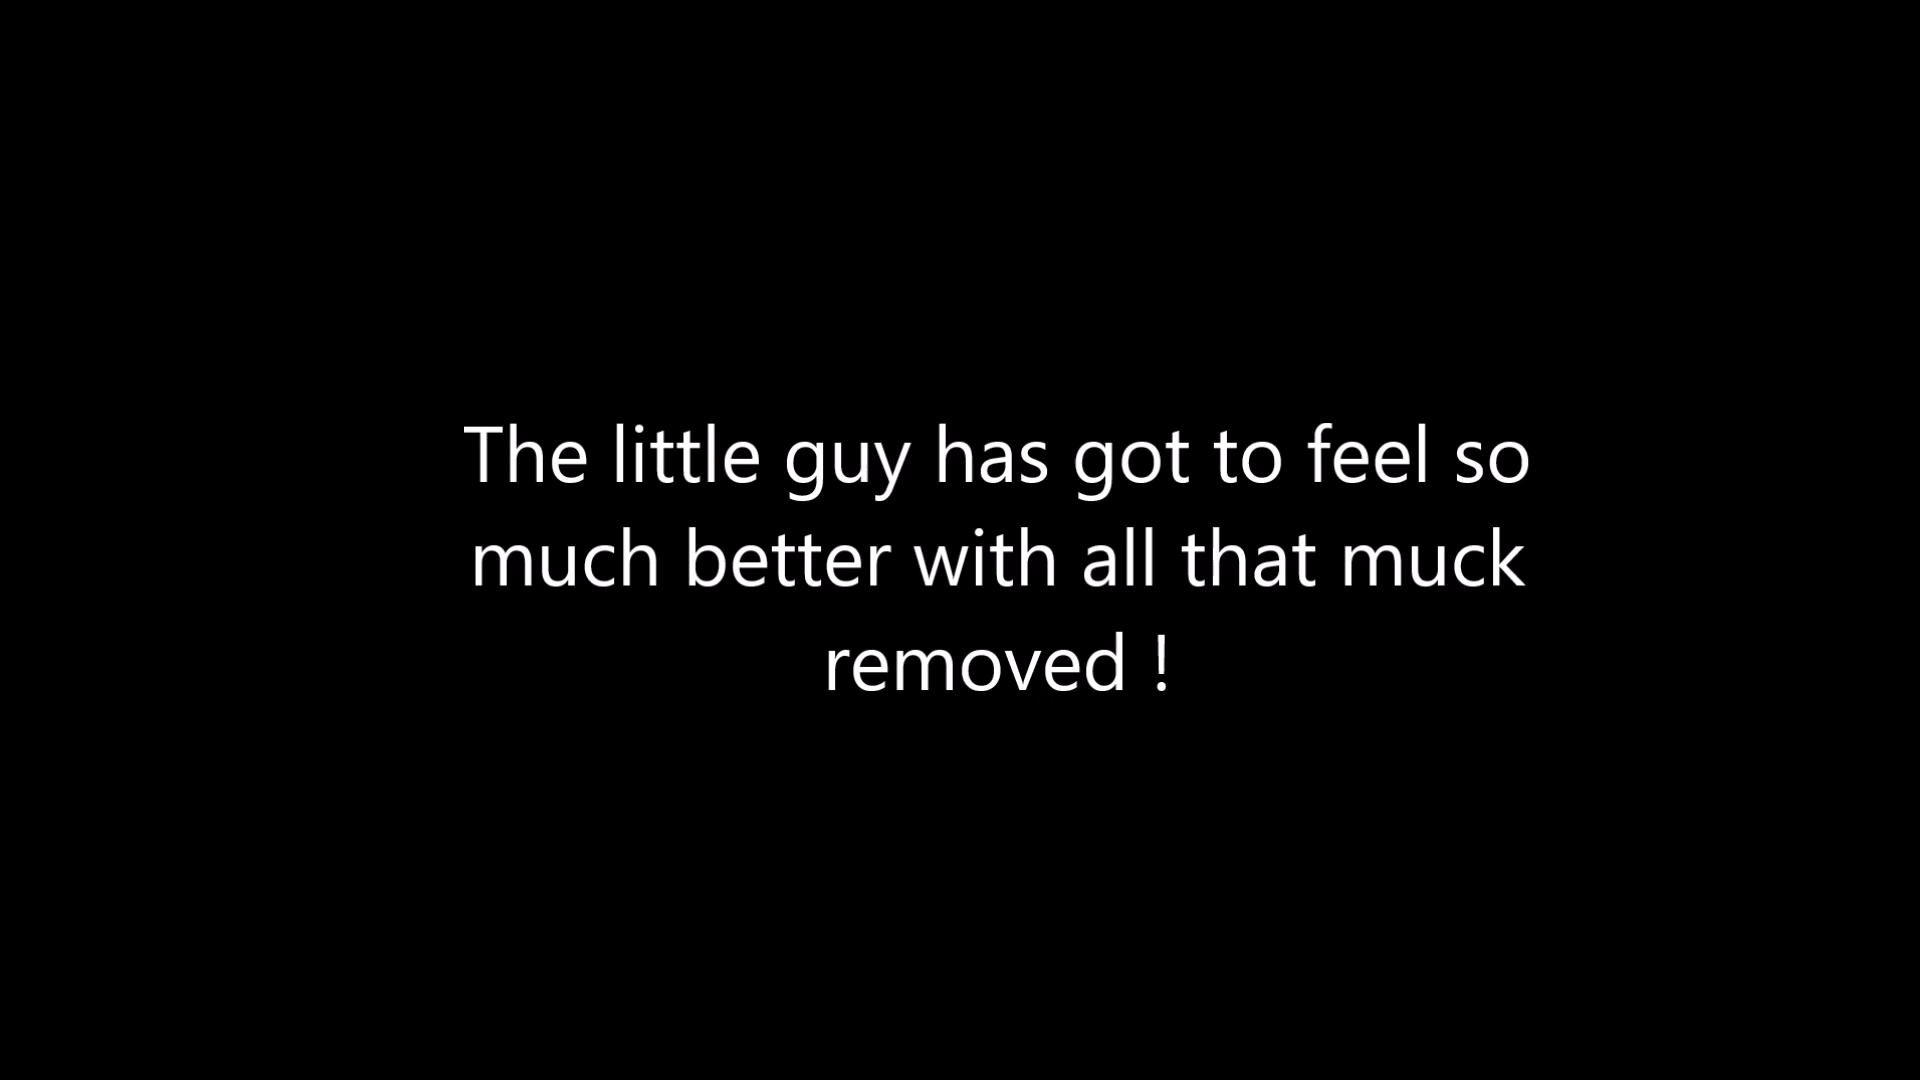 The little guy has got to feel so
much better with all that muck
removed !